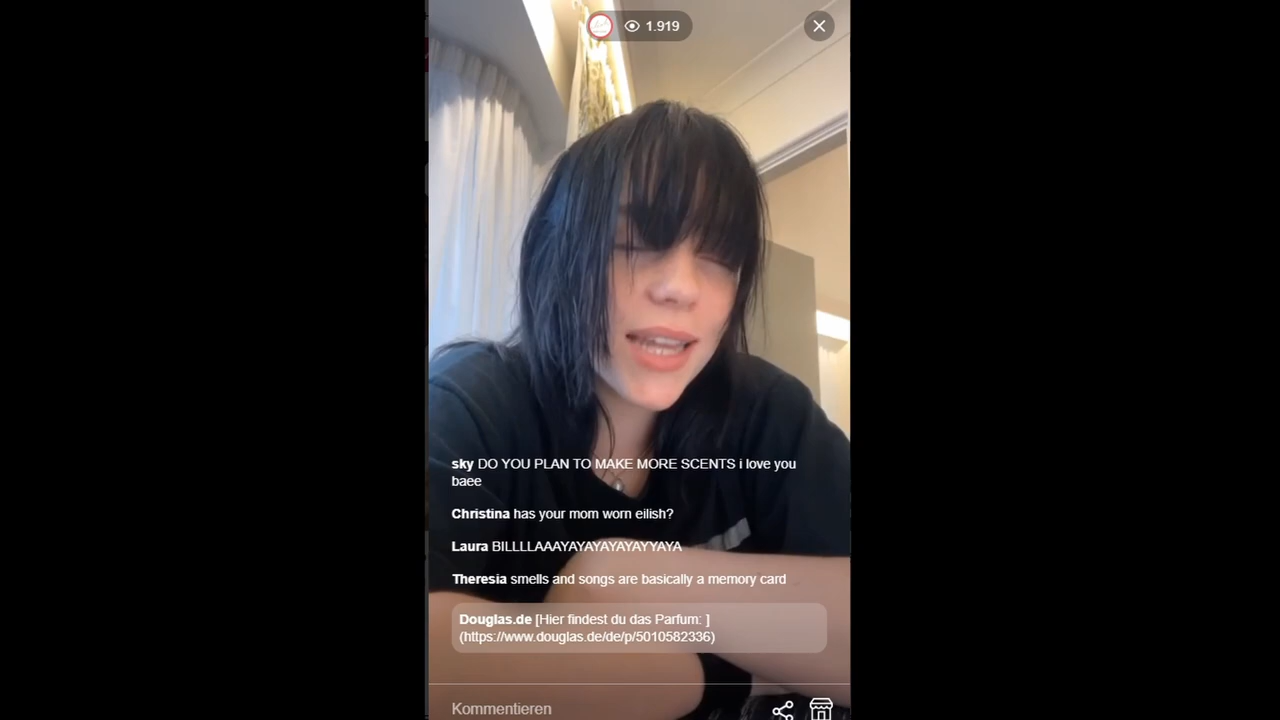 1.919
sky DO YOU PLAN TO MAKE MORE SCENTS i love you
baee
Christina has your mom worn eilish?
Laura BILLLLAAAYAYAYAYAYAYYAYA
Theresia smells and songs are basically a memory card
Douglas.de [Hier findest du das Parfum: ]
(https://www.douglas.de/de/p/5010582336)
Kommentieren